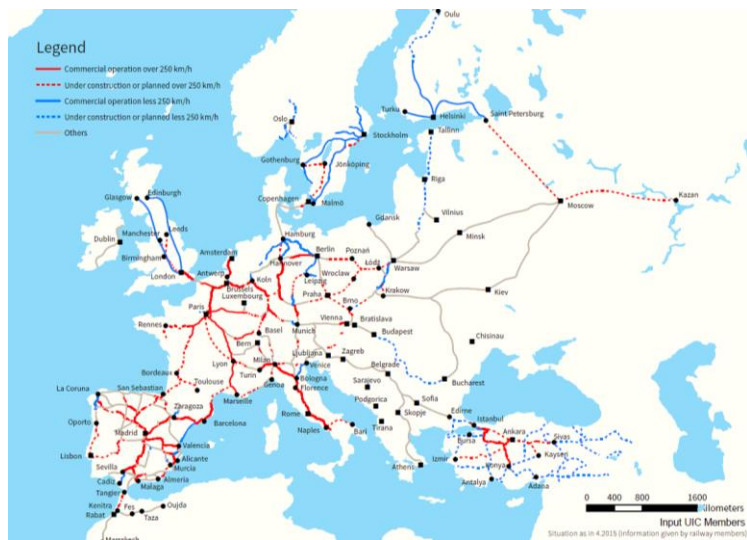 Legend
Commercial operation over 250 km/h
Under construction or planned over 250 km/h
Commercial operation less 250 km/h
Under construction or planned less 250 km/h
Others
Oulu
Turku
Helsinki
Saint Petersburg
Tallinn
Oslo
Stockholm
Gothenburg
Jönköping
Riga
Copenhagen
Malmö
Moscow
Kazan
Glasgow
Edinburgh
Vilnius
Gdansk
Minsk
Dublin
Manchester
Leeds
Birmingham
London
Hamburg
Amsterdam
Hannover
Berlin
Poznań
Antwerp
Koln
Brussels
Leipzig
Wroclaw
Łódź
Warsaw
Luxembourg
Praha
Krakow
Kiev
Paris
Brno
Rennes
Vienna
Bratislava
Basel
Munich
Budapest
Chisinau
Bern
Ljubljana
Zagreb
Lyon
Milan
Venice
Turin
Belgrade
Bordeaux
Genoa
Bologna
Bucharest
La Coruna
San Sebastian
Toulouse
Marseille
Florence
Sarajevo
Podgorica
Sofia
Edirne
Istanbul
Oporto
Zaragoza
Barcelona
Rome
Skopje
Ankara
Sivas
Madrid
Naples
Bari
Tirana
Bursa
Lisbon
Valencia
Izmir
Kayseri
Alicante
Sevilla
Murcia
Athens
Konya
Cadiz
Almeria
Malaga
Antalya
Adana
Tangier
Kenitra
Fes
Oujda
Rabat
Taza
Marrakech
0 400 800 1600
Kilometers
Input UIC Members
Situation as in 4.2015 (Information given by railway members)